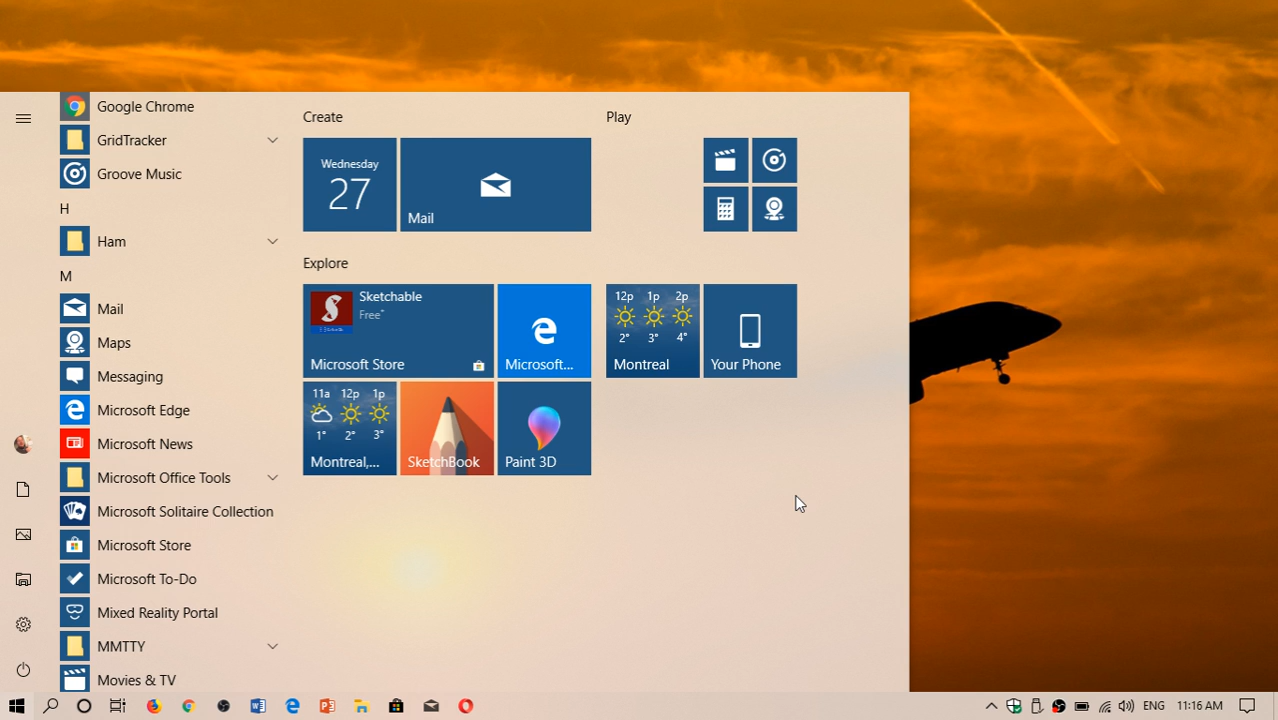 Google Chrome
GridTracker
Groove Music
H
Ham
M
Mail
Maps
Messaging
Microsoft Edge
Microsoft News
Microsoft Office Tools
Microsoft Solitaire Collection
Microsoft Store
Microsoft To-Do
Mixed Reality Portal
MMTTY
Movies & TV
Create
Wednesday
27
Mail
Explore
Sketchable
Free*
Microsoft Store
Microsoft...
11a 12p 1p
1° 2° 3°
Montreal,...
SketchBook
Paint 3D
Play
12p 1p 2p
2° 3° 4°
Montreal
Your Phone
ENG 11:16 AM